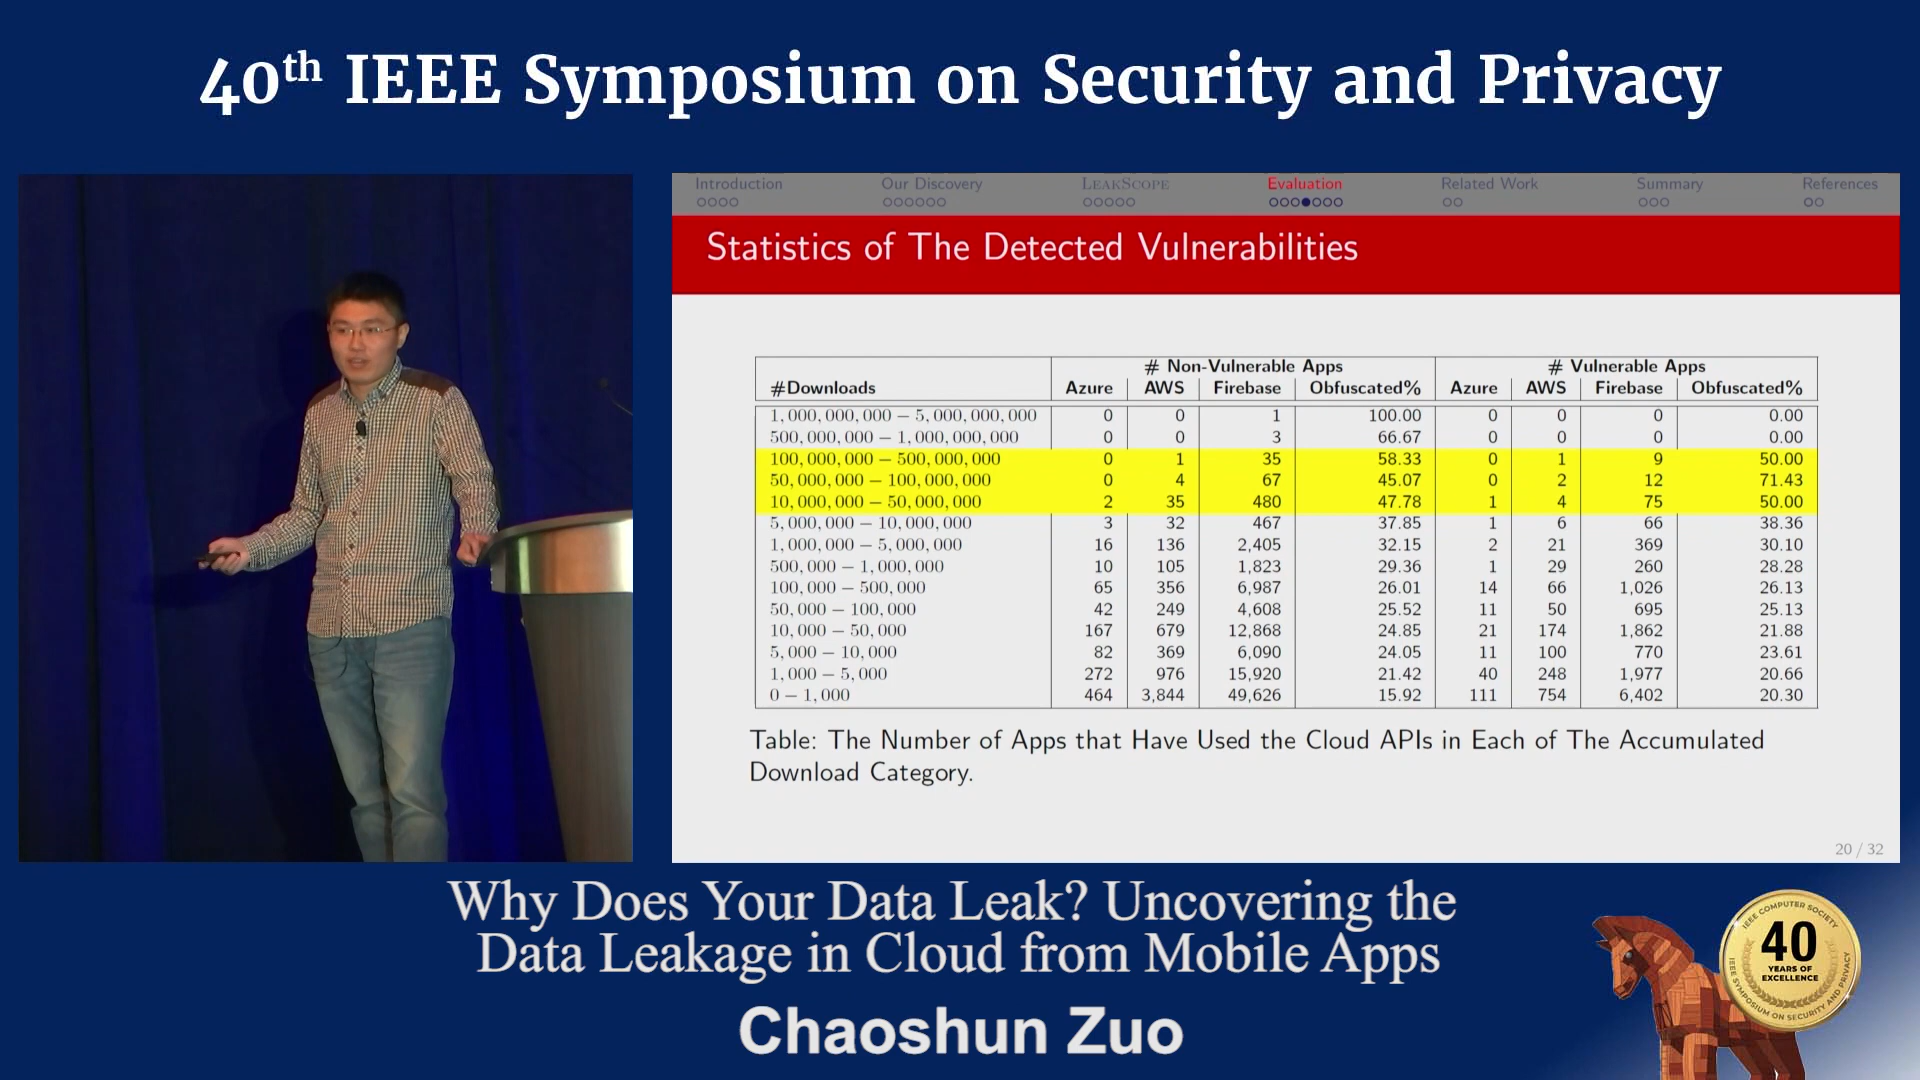 40th IEEE Symposium on Security and Privacy
Introduction Our Discovery LEAKSCOPE Evaluation Related Work Summary References
Statistics of The Detected Vulnerabilities
# Non-Vulnerable Apps # Vulnerable Apps
#Downloads Azure AWS Firebase Obfuscated% Azure AWS Firebase Obfuscated%
1,000,000,000 − 5,000,000,000 0 0 1 100.00 0 0 0 0.00
500,000,000 − 1,000,000,000 0 0 3 66.67 0 0 0 0.00
100,000,000 − 500,000,000 0 1 35 58.33 0 1 9 50.00
50,000,000 − 100,000,000 0 4 67 45.07 0 2 12 71.43
10,000,000 − 50,000,000 2 35 480 47.78 1 4 75 50.00
5,000,000 − 10,000,000 3 32 467 37.85 1 6 66 38.36
1,000,000 − 5,000,000 16 136 2,405 32.15 2 21 369 30.10
500,000 − 1,000,000 10 105 1,823 29.36 1 29 260 28.28
100,000 − 500,000 65 356 6,987 26.01 14 66 1,026 26.13
50,000 − 100,000 42 249 4,608 25.52 11 50 695 25.13
10,000 − 50,000 167 679 12,868 24.85 21 174 1,862 21.88
5,000 − 10,000 82 369 6,090 24.05 11 100 770 23.61
1,000 − 5,000 272 976 15,920 21.42 40 248 1,977 20.66
0 − 1,000 464 3,844 49,626 15.92 111 754 6,402 20.30
Table: The Number of Apps that Have Used the Cloud APIs in Each of The Accumulated
Download Category.
20 / 32
Why Does Your Data Leak? Uncovering the
Data Leakage in Cloud from Mobile Apps
Chaoshun Zuo
IEEE COMPUTER SOCIETY
40
YEARS OF
EXCELLENCE
IEEE SYMPOSIUM ON SECURITY AND PRIVACY